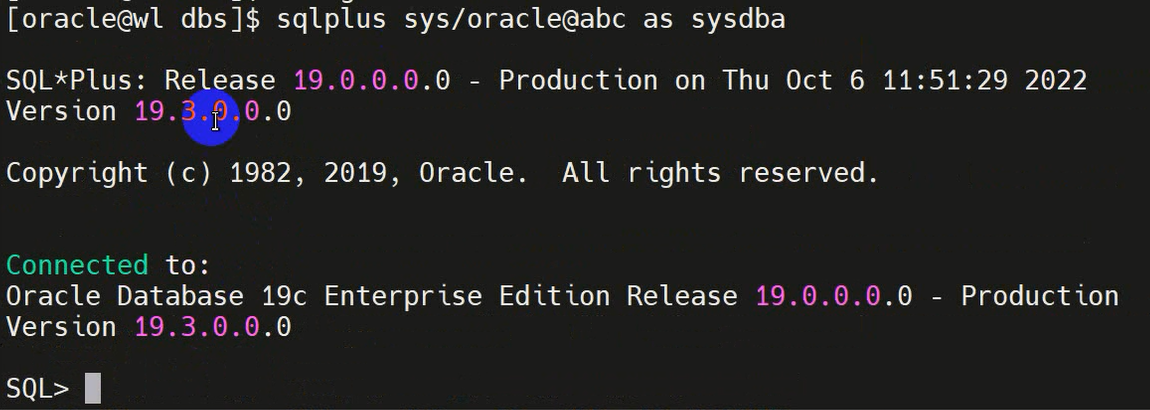 [oracle@wl dbs]$ sqlplus sys/oracle@abc as sysdba
SQL*Plus: Release 19.0.0.0.0 - Production on Thu Oct 6 11:51:29 2022
Version 19.3.0.0.0
Copyright (c) 1982, 2019, Oracle.  All rights reserved.
Connected to:
Oracle Database 19c Enterprise Edition Release 19.0.0.0.0 - Production
Version 19.3.0.0.0
SQL>